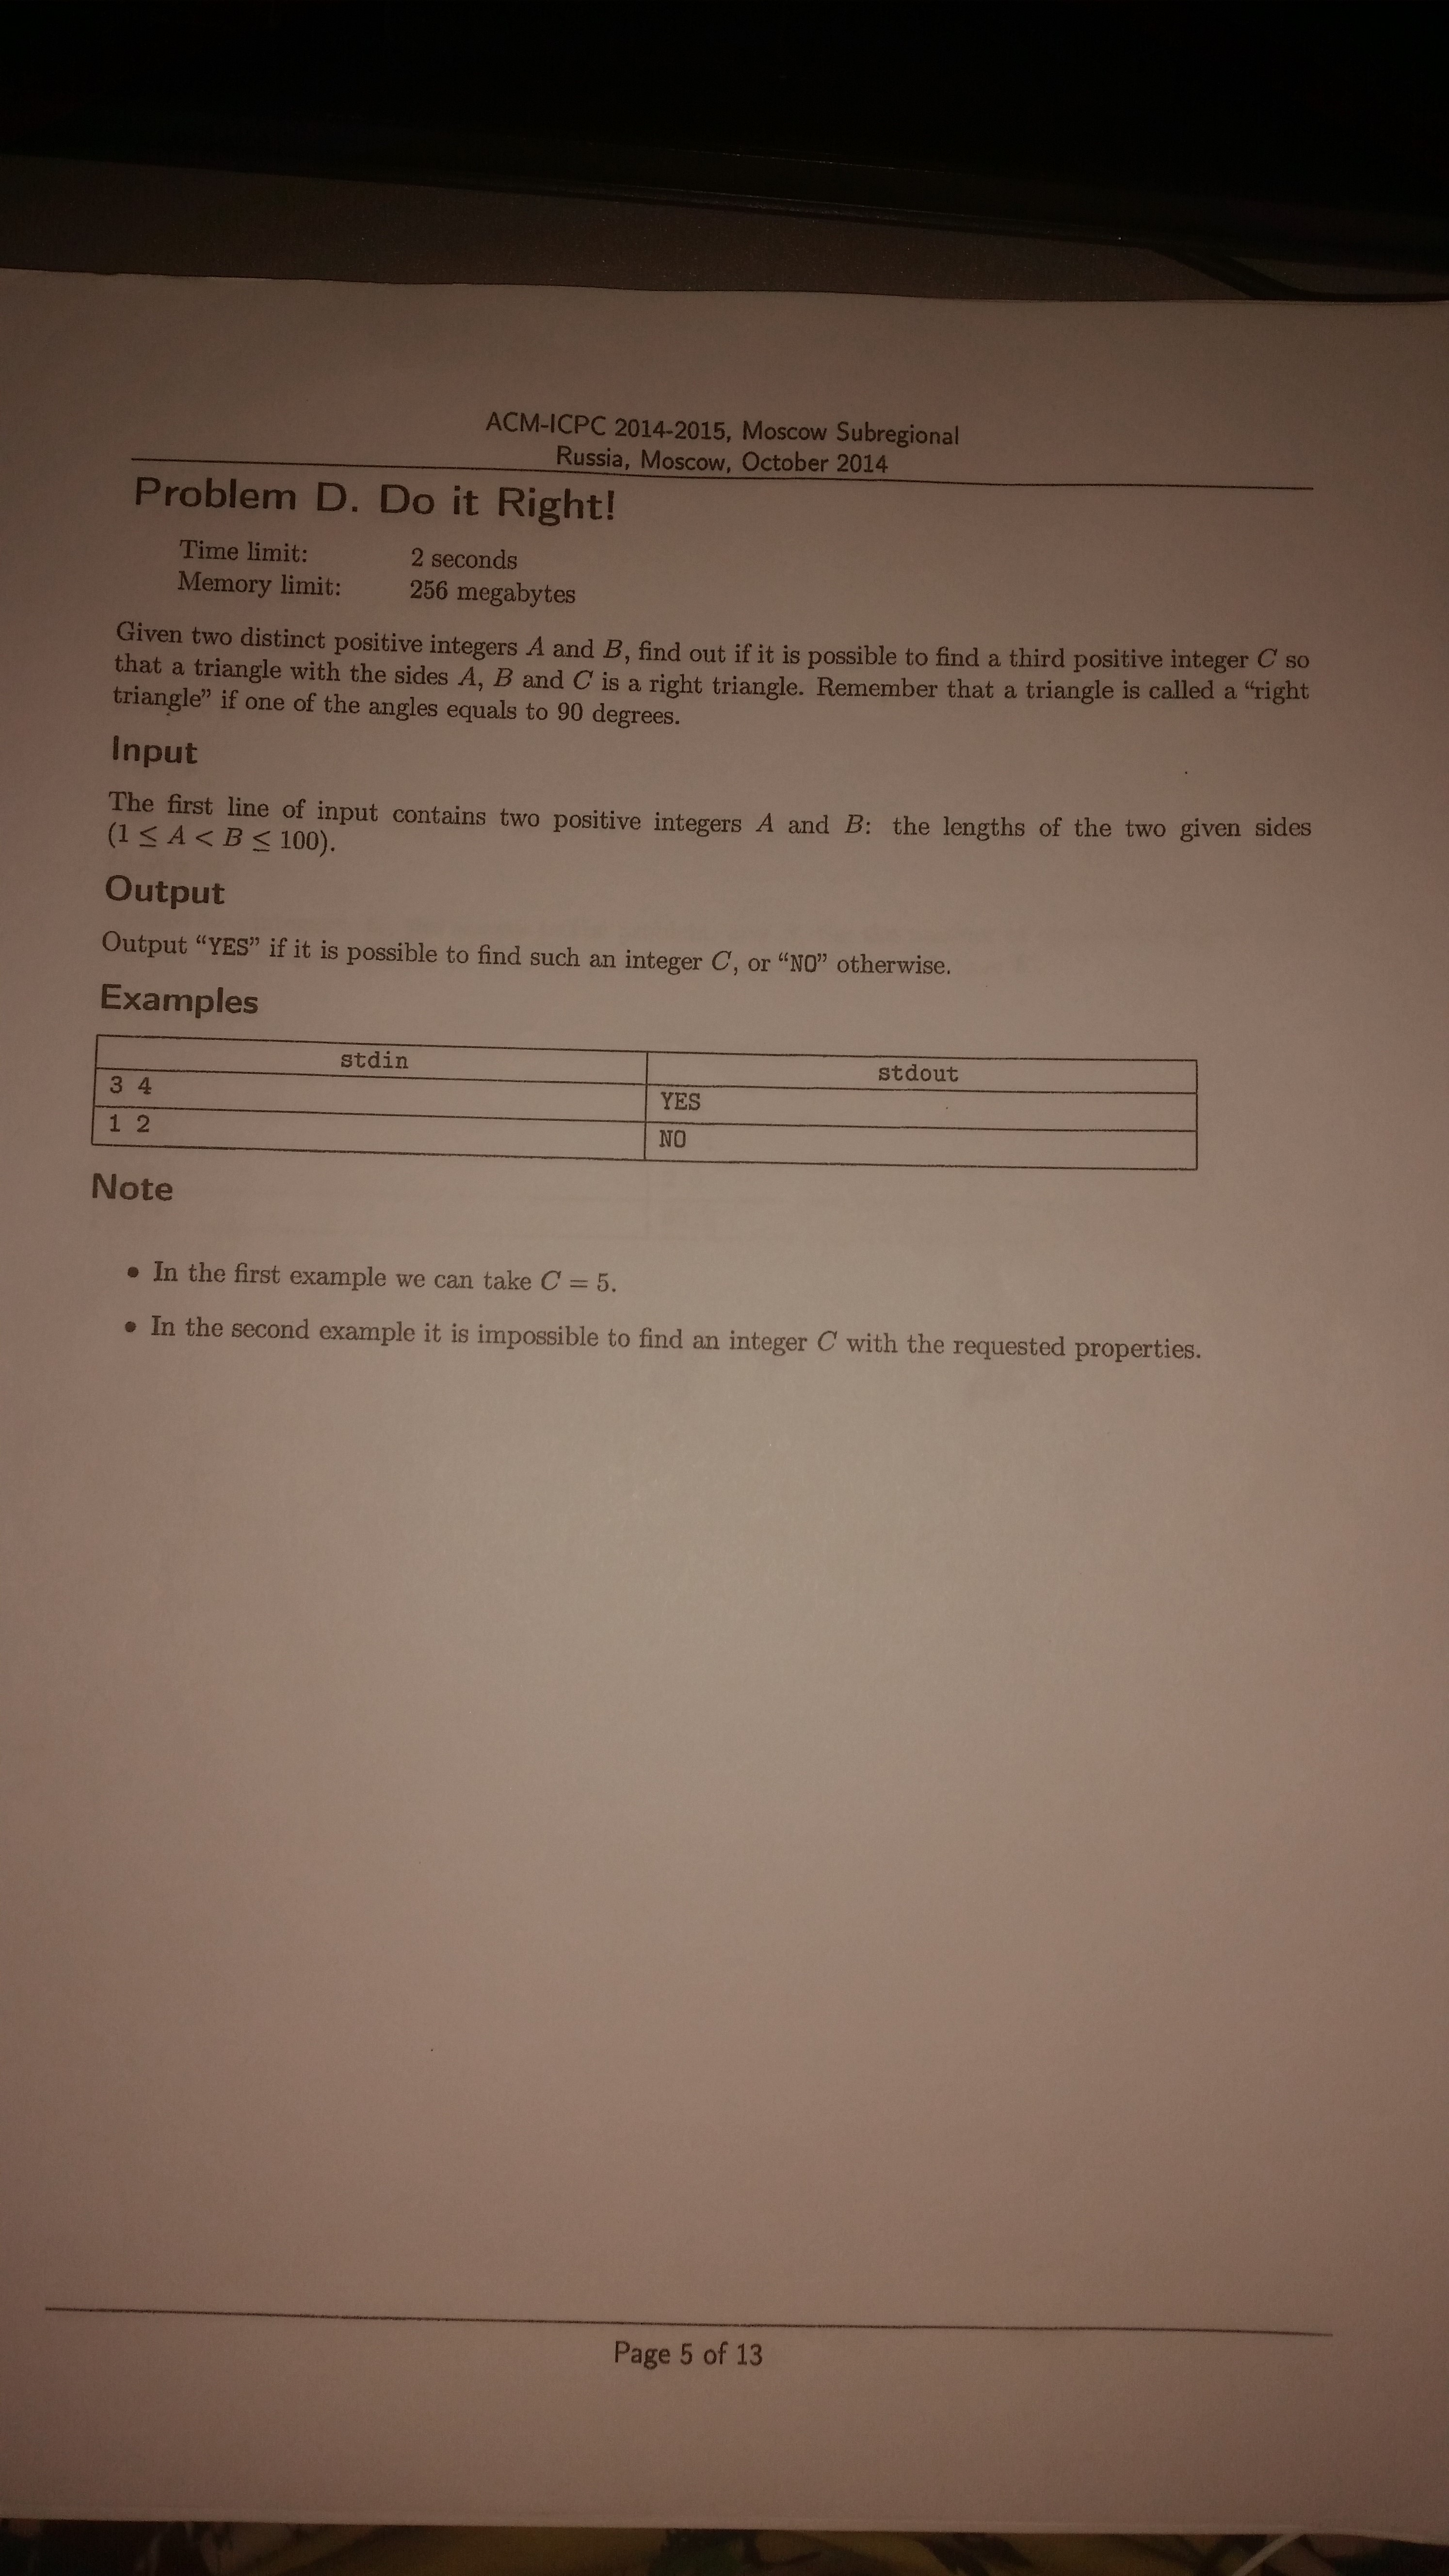 ACM-ICPC 2014-2015, Moscow Subregional
Russia, Moscow, October 2014
Problem D. Do it Right!
Time limit: 2 seconds
Memory limit: 256 megabytes
Given two distinct positive integers A and B, find out if it is possible to find a third positive integer C so
that a triangle with the sides A, B and C is a right triangle. Remember that a triangle is called a “right
triangle” if one of the angles equals to 90 degrees.
Input
The first line of input contains two positive integers A and B: the lengths of the two given sides
(1 ≤ A < B ≤ 100).
Output
Output “YES” if it is possible to find such an integer C, or “NO” otherwise.
Examples
stdin stdout
3 4 YES
1 2 NO
Note
• In the first example we can take C = 5.
• In the second example it is impossible to find an integer C with the requested properties.
Page 5 of 13